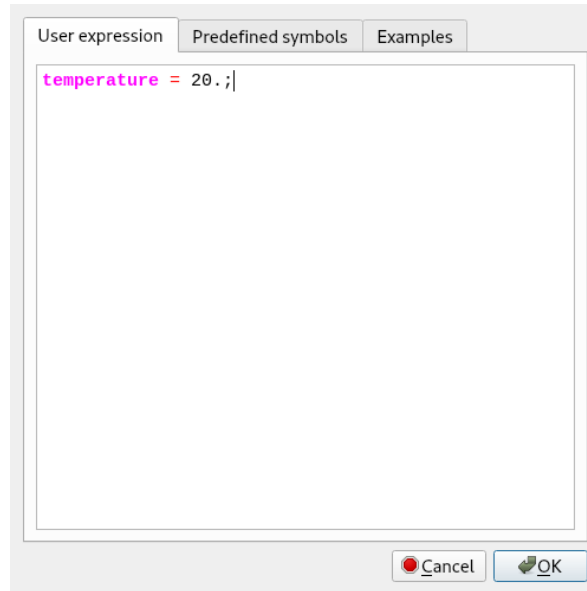 User expression Predefined symbols Examples
temperature = 20.;
Cancel OK